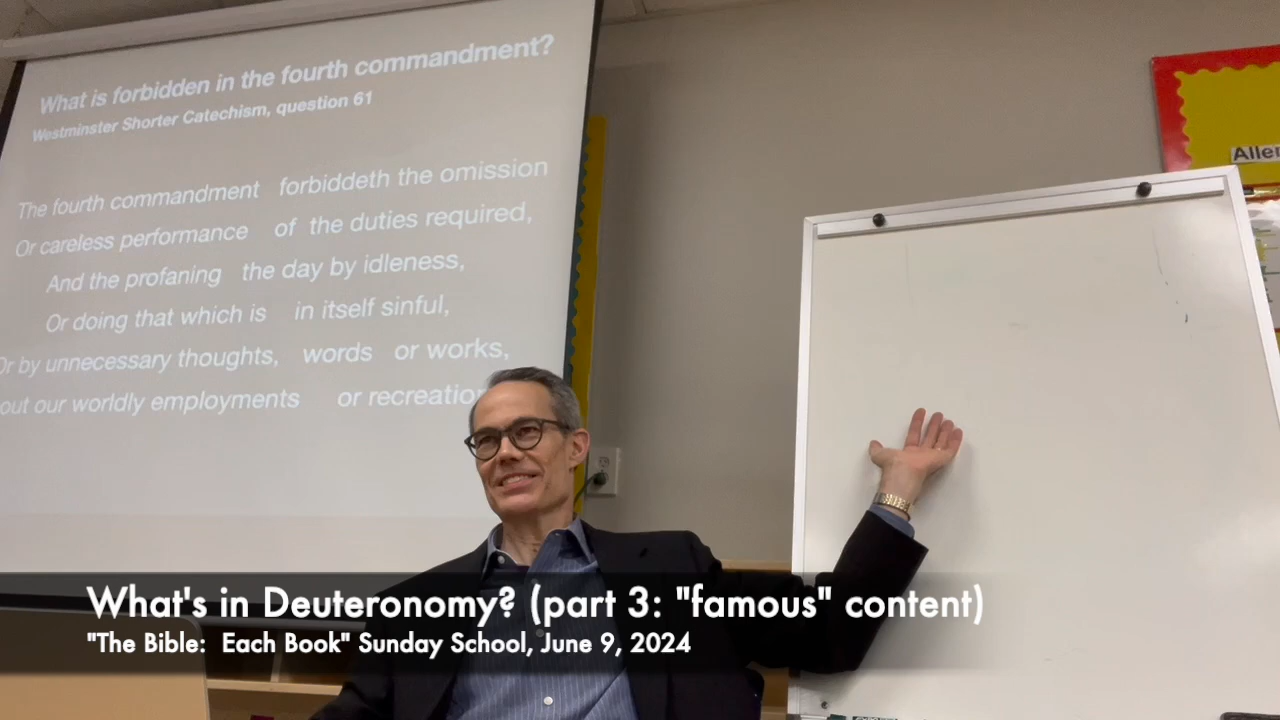 What is forbidden in the fourth commandment?
Westminster Shorter Catechism, question 61
The fourth commandment forbiddeth the omission
Or careless performance of the duties required,
And the profaning the day by idleness,
Or doing that which is in itself sinful,
Or by unnecessary thoughts, words or works,
out our worldly employments or recreatio
Aller
What's in Deuteronomy? (part 3: "famous" content)
"The Bible: Each Book" Sunday School, June 9, 2024